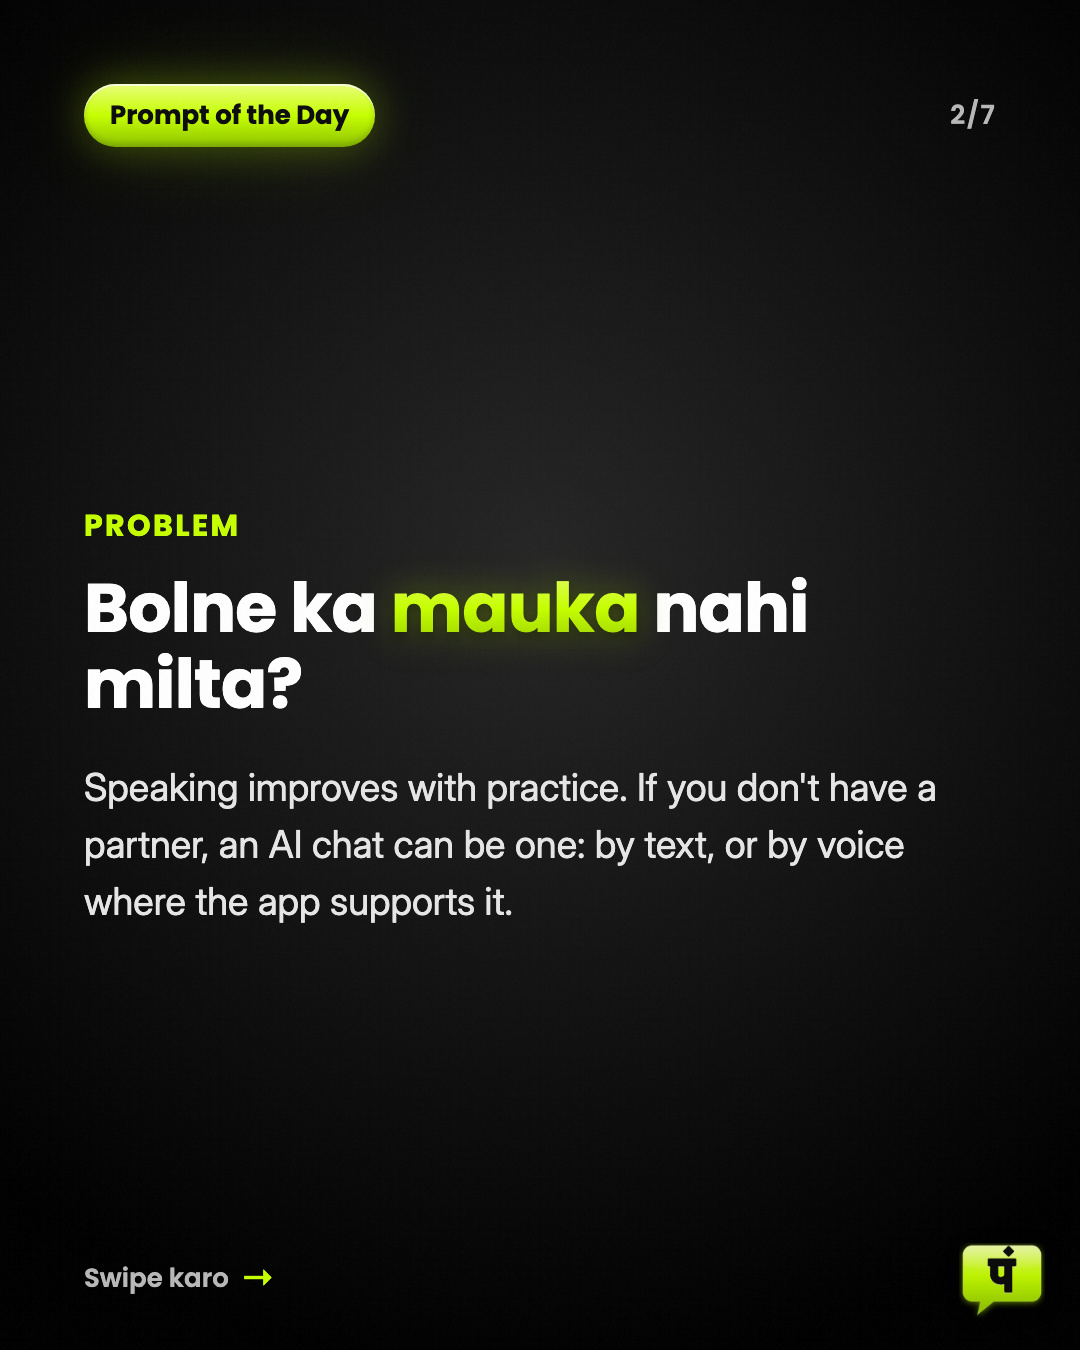 Prompt of the Day
2/7
PROBLEM
Bolne ka mauka nahi
milta?
Speaking improves with practice. If you don't have a
partner, an AI chat can be one: by text, or by voice
where the app supports it.
Swipe karo →
पं